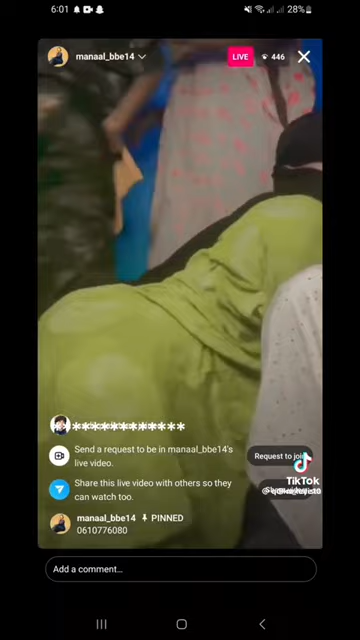 6:01
28%
manaal_bbe14
LIVE
446
************
Send a request to be in manaal_bbe14's
live video.
Request to join
Share this live video with others so they
can watch too.
TikTok
manaal_bbe14 PINNED
0610776080
Add a comment...